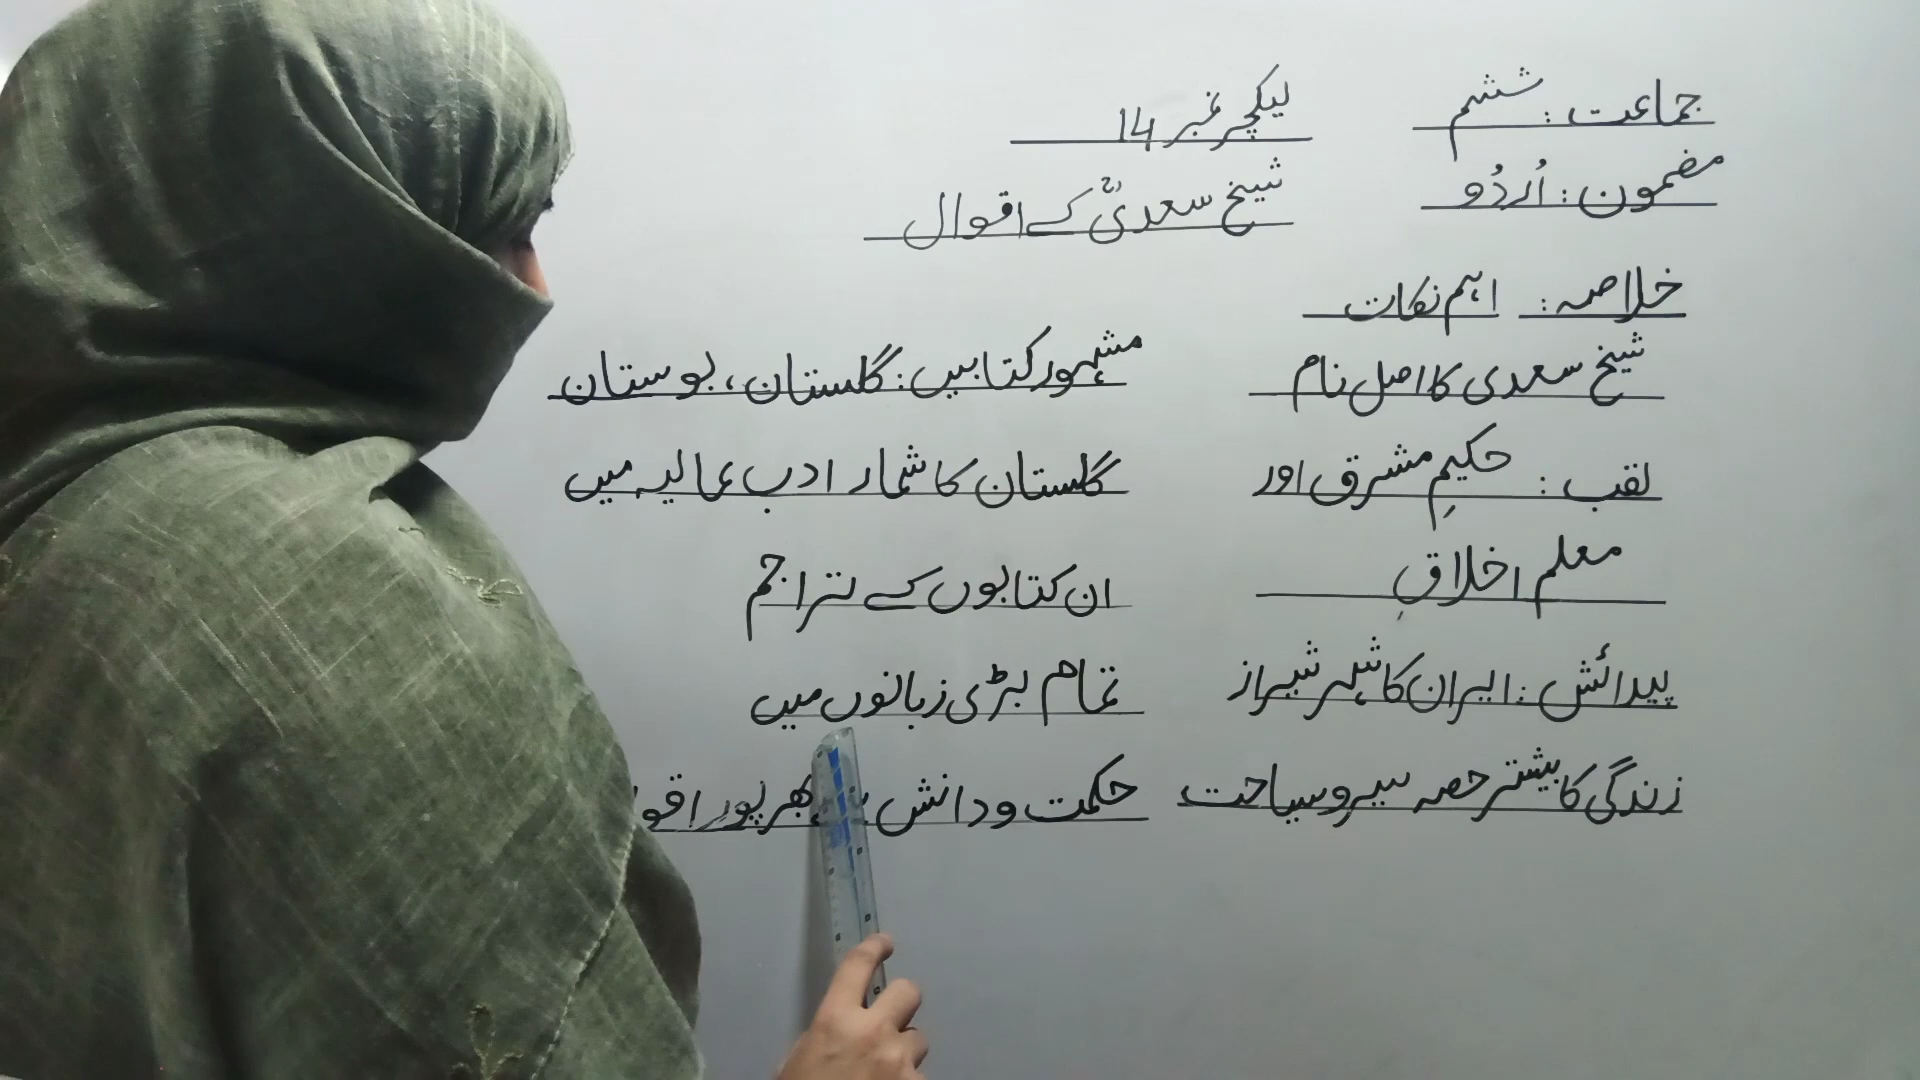 جماعت : ششم
لیکچر نمبر 14
مضمون : اُردُو
شیخ سعدیؒ کے اقوال
خلاصہ : اہم نکات
شیخ سعدی کا اصل نام
لقب : حکیمِ مشرق اور
معلم اخلاقِ
پیدائش : ایران کا شہر شیراز
زندگی کا بیشتر حصہ سیر و سیاحت
مشہور کتابیں : گلستان، بوستان
گلستان کا شمار ادب عالیہ میں
ان کتابوں کے تراجم
تمام بڑی زبانوں میں
حکمت و دانش بھرپور